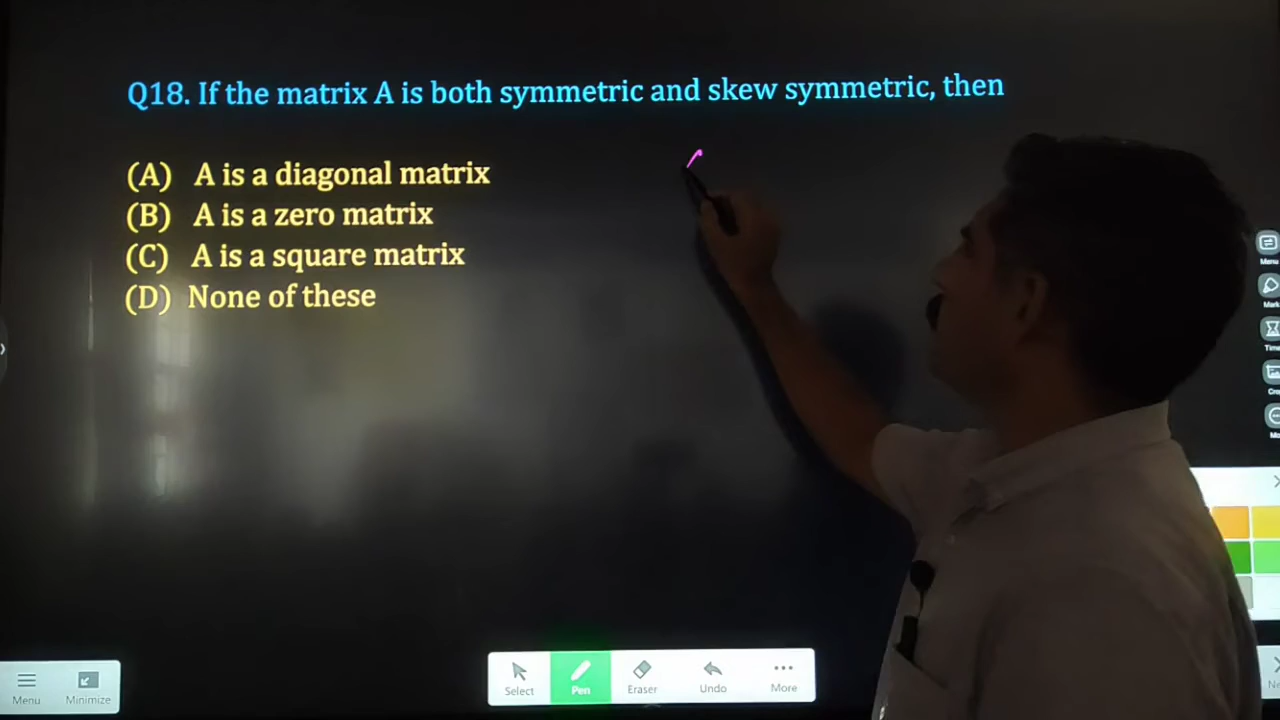 Q18. If the matrix A is both symmetric and skew symmetric, then
(A) A is a diagonal matrix
(B) A is a zero matrix
(C) A is a square matrix
(D) None of these
Menu
Minimize
Select
Pen
Eraser
Undo
More
Menu